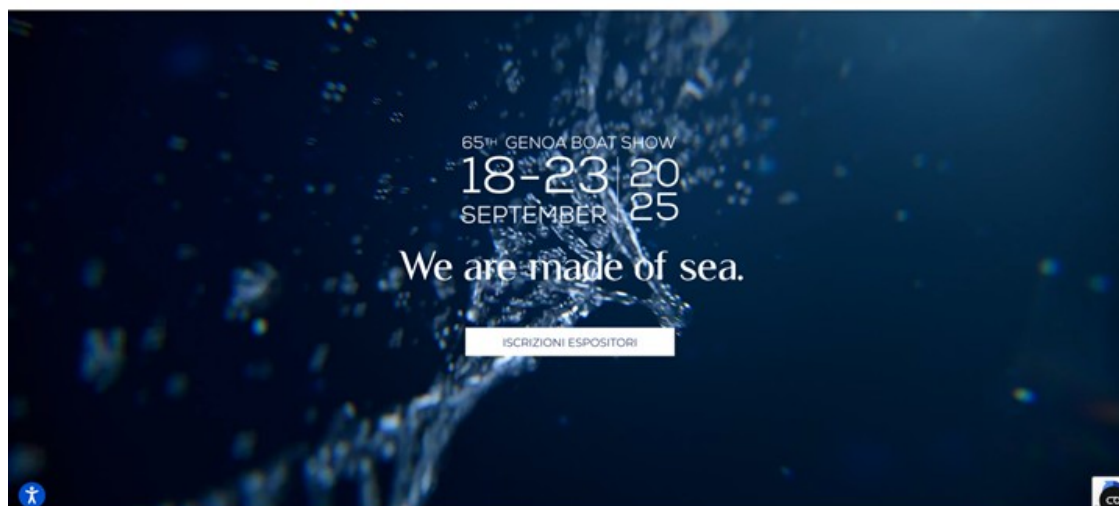 65TH GENOA BOAT SHOW
18-23
SEPTEMBER
20
25
We are made of sea.
ISCRIZIONI ESPOSITORI